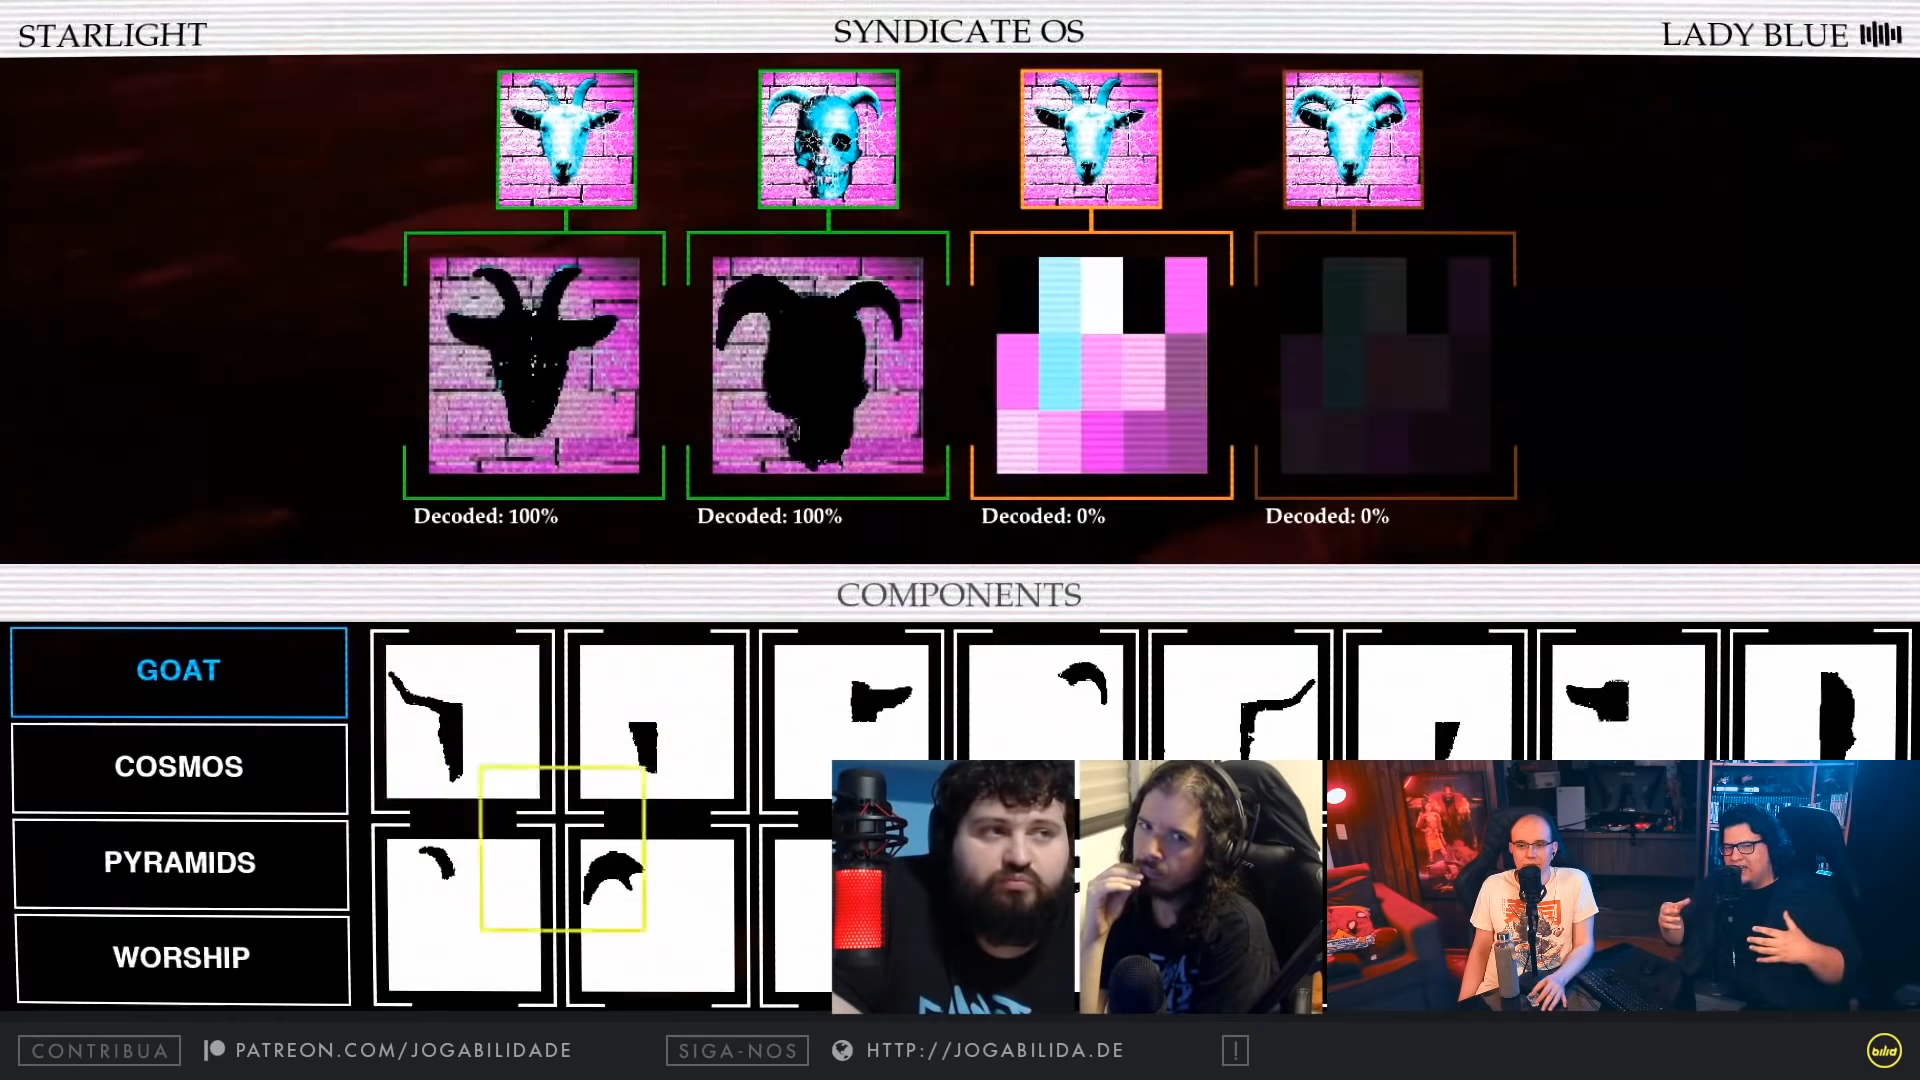 STARLIGHT
SYNDICATE OS
LADY BLUE
Decoded: 100%
Decoded: 100%
Decoded: 0%
Decoded: 0%
COMPONENTS
GOAT
COSMOS
PYRAMIDS
WORSHIP
CONTRIBUA
PATREON.COM/JOGABILIDADE
SIGA-NOS
HTTP://JOGABILIDA.DE
!
bilid